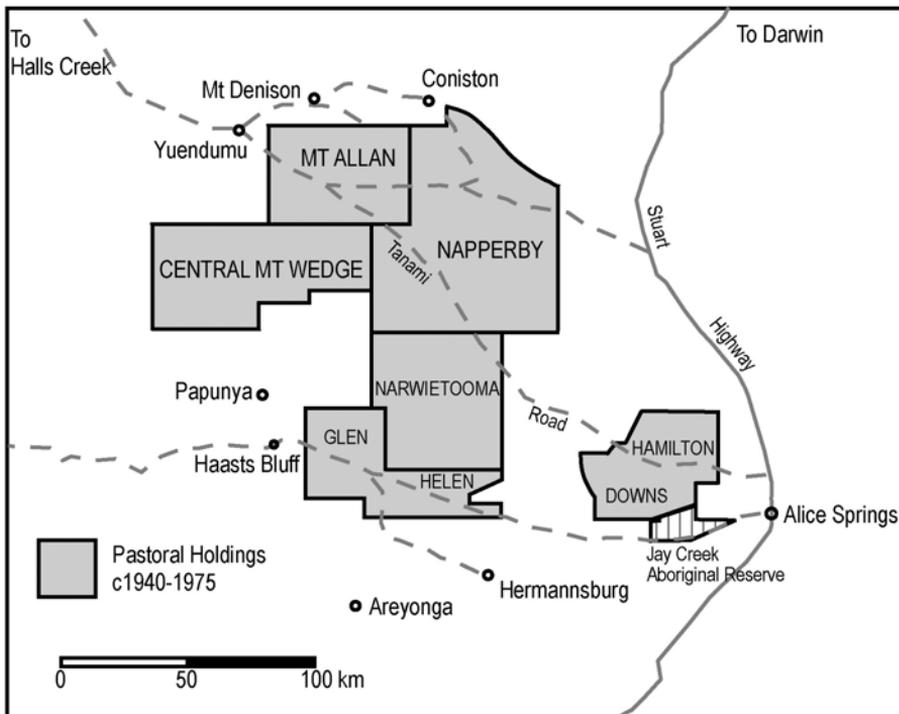 To
Halls Creek
To Darwin
Mt Denison
Coniston
Yuendumu
MT ALLAN
Stuart
Tanami
NAPPERBY
CENTRAL MT WEDGE
Highway
Papunya
NARWIETOOMA
Road
GLEN
HAMILTON
Haasts Bluff
HELEN
DOWNS
Alice Springs
Jay Creek
Aboriginal Reserve
Pastoral Holdings
c1940-1975
Hermannsburg
Areyonga
0 50 100 km